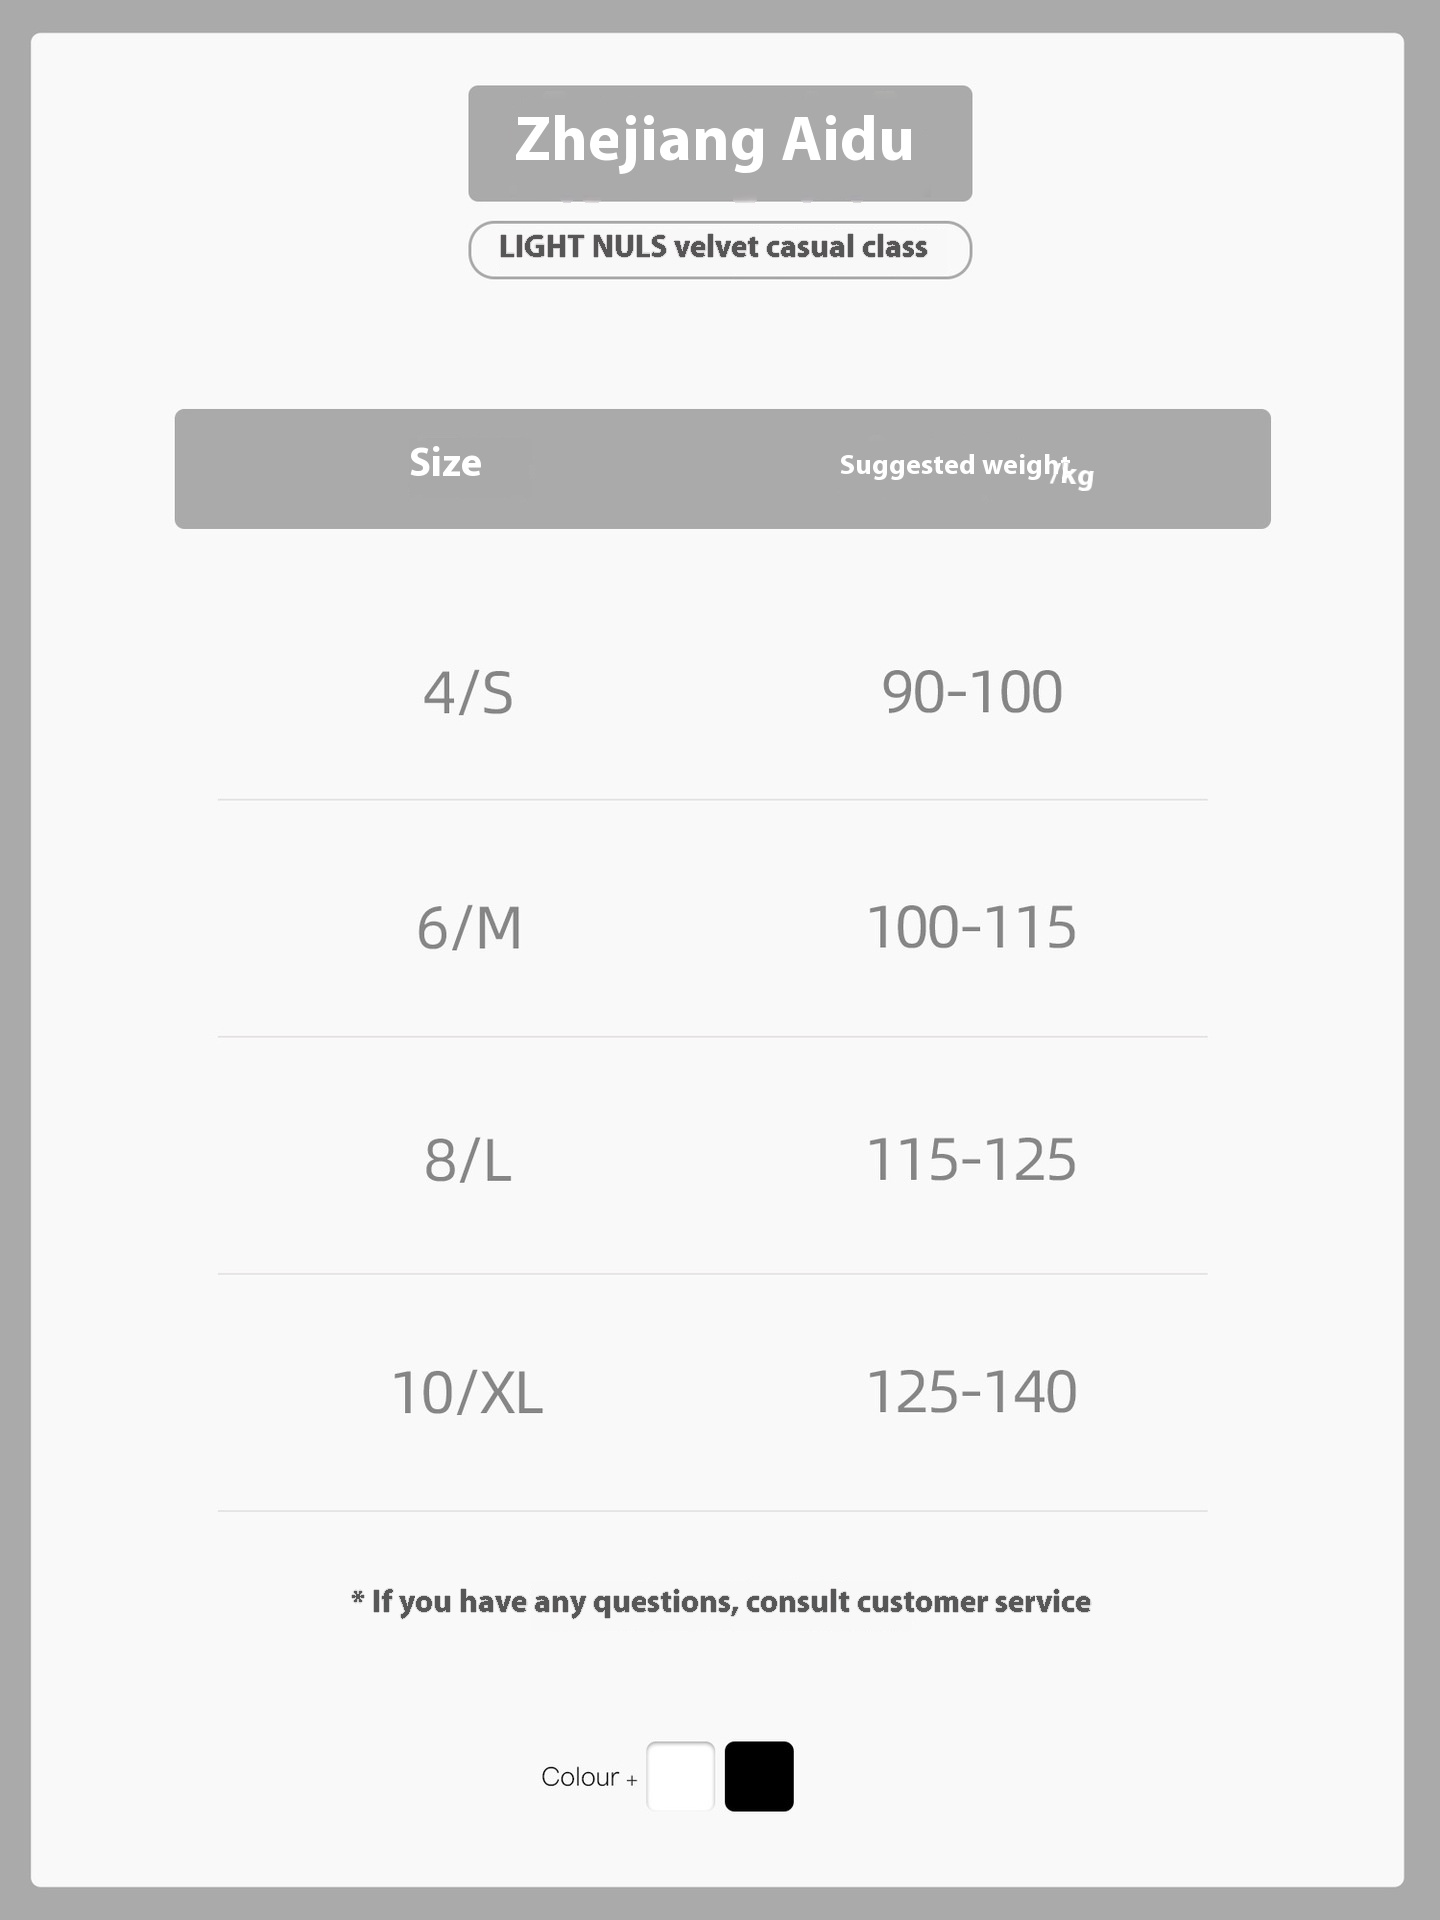 Zhejiang Aidu
LIGHT NULS velvet casual class
Size Suggested weight/kg
4/S 90-100
6/M 100-115
8/L 115-125
10/XL 125-140
* If you have any questions, consult customer service
Colour +